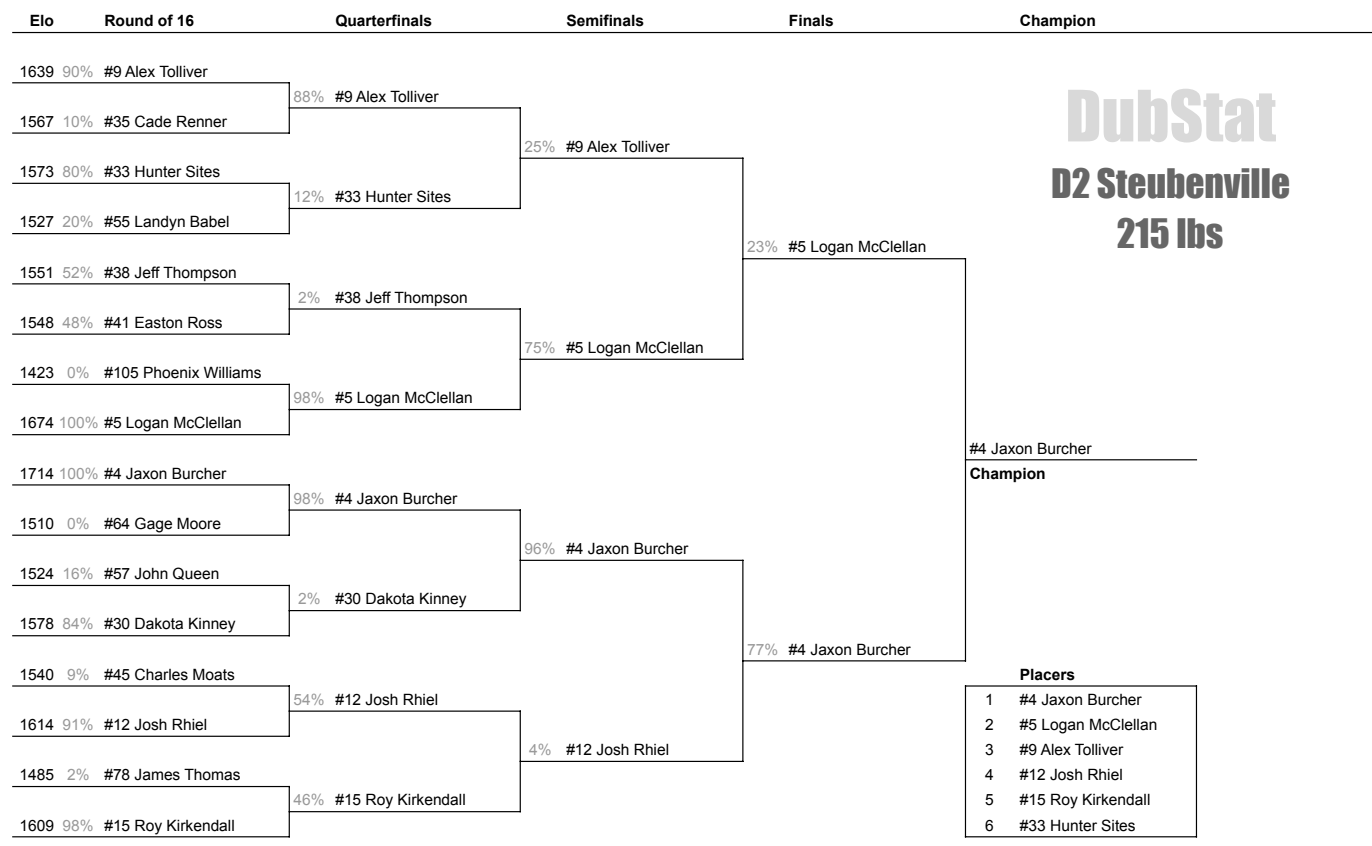 Elo Round of 16 Quarterfinals Semifinals Finals Champion
1639 90% #9 Alex Tolliver
88% #9 Alex Tolliver
1567 10% #35 Cade Renner
25% #9 Alex Tolliver
1573 80% #33 Hunter Sites
12% #33 Hunter Sites
1527 20% #55 Landyn Babel
23% #5 Logan McClellan
1551 52% #38 Jeff Thompson
2% #38 Jeff Thompson
1548 48% #41 Easton Ross
75% #5 Logan McClellan
1423 0% #105 Phoenix Williams
98% #5 Logan McClellan
1674 100% #5 Logan McClellan
DubStat
D2 Steubenville
215 lbs
#4 Jaxon Burcher
Champion
1714 100% #4 Jaxon Burcher
98% #4 Jaxon Burcher
1510 0% #64 Gage Moore
96% #4 Jaxon Burcher
1524 16% #57 John Queen
2% #30 Dakota Kinney
1578 84% #30 Dakota Kinney
77% #4 Jaxon Burcher
1540 9% #45 Charles Moats
54% #12 Josh Rhiel
1614 91% #12 Josh Rhiel
4% #12 Josh Rhiel
1485 2% #78 James Thomas
46% #15 Roy Kirkendall
1609 98% #15 Roy Kirkendall
Placers
1 #4 Jaxon Burcher
2 #5 Logan McClellan
3 #9 Alex Tolliver
4 #12 Josh Rhiel
5 #15 Roy Kirkendall
6 #33 Hunter Sites